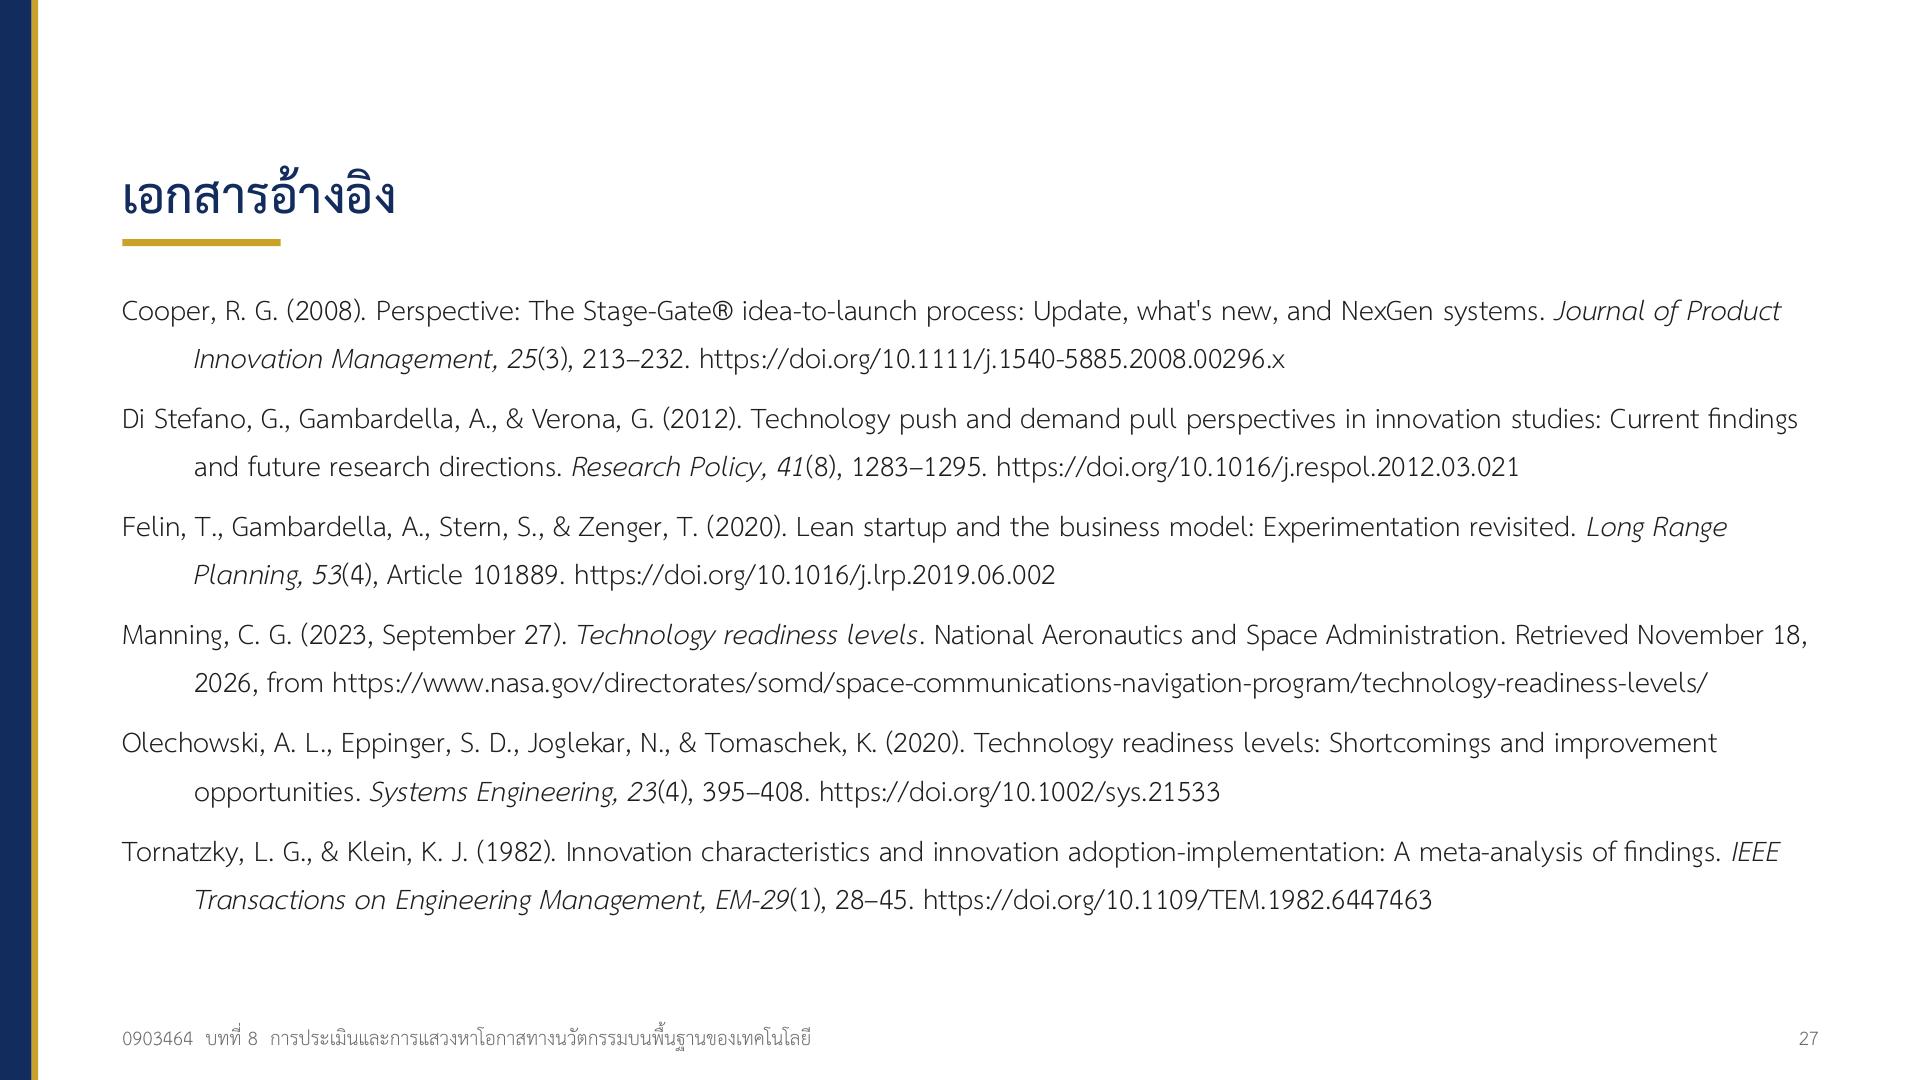 เอกสารอ้างอิง
Cooper, R. G. (2008). Perspective: The Stage-Gate® idea-to-launch process: Update, what's new, and NexGen systems. Journal of Product
Innovation Management, 25(3), 213–232. https://doi.org/10.1111/j.1540-5885.2008.00296.x
Di Stefano, G., Gambardella, A., & Verona, G. (2012). Technology push and demand pull perspectives in innovation studies: Current findings
and future research directions. Research Policy, 41(8), 1283–1295. https://doi.org/10.1016/j.respol.2012.03.021
Felin, T., Gambardella, A., Stern, S., & Zenger, T. (2020). Lean startup and the business model: Experimentation revisited. Long Range
Planning, 53(4), Article 101889. https://doi.org/10.1016/j.lrp.2019.06.002
Manning, C. G. (2023, September 27). Technology readiness levels. National Aeronautics and Space Administration. Retrieved November 18,
2026, from https://www.nasa.gov/directorates/somd/space-communications-navigation-program/technology-readiness-levels/
Olechowski, A. L., Eppinger, S. D., Joglekar, N., & Tomaschek, K. (2020). Technology readiness levels: Shortcomings and improvement
opportunities. Systems Engineering, 23(4), 395–408. https://doi.org/10.1002/sys.21533
Tornatzky, L. G., & Klein, K. J. (1982). Innovation characteristics and innovation adoption-implementation: A meta-analysis of findings. IEEE
Transactions on Engineering Management, EM-29(1), 28–45. https://doi.org/10.1109/TEM.1982.6447463
0903464 บทที่ 8 การประเมินและการแสวงหาโอกาสทางนวัตกรรมบนพื้นฐานของเทคโนโลยี
27